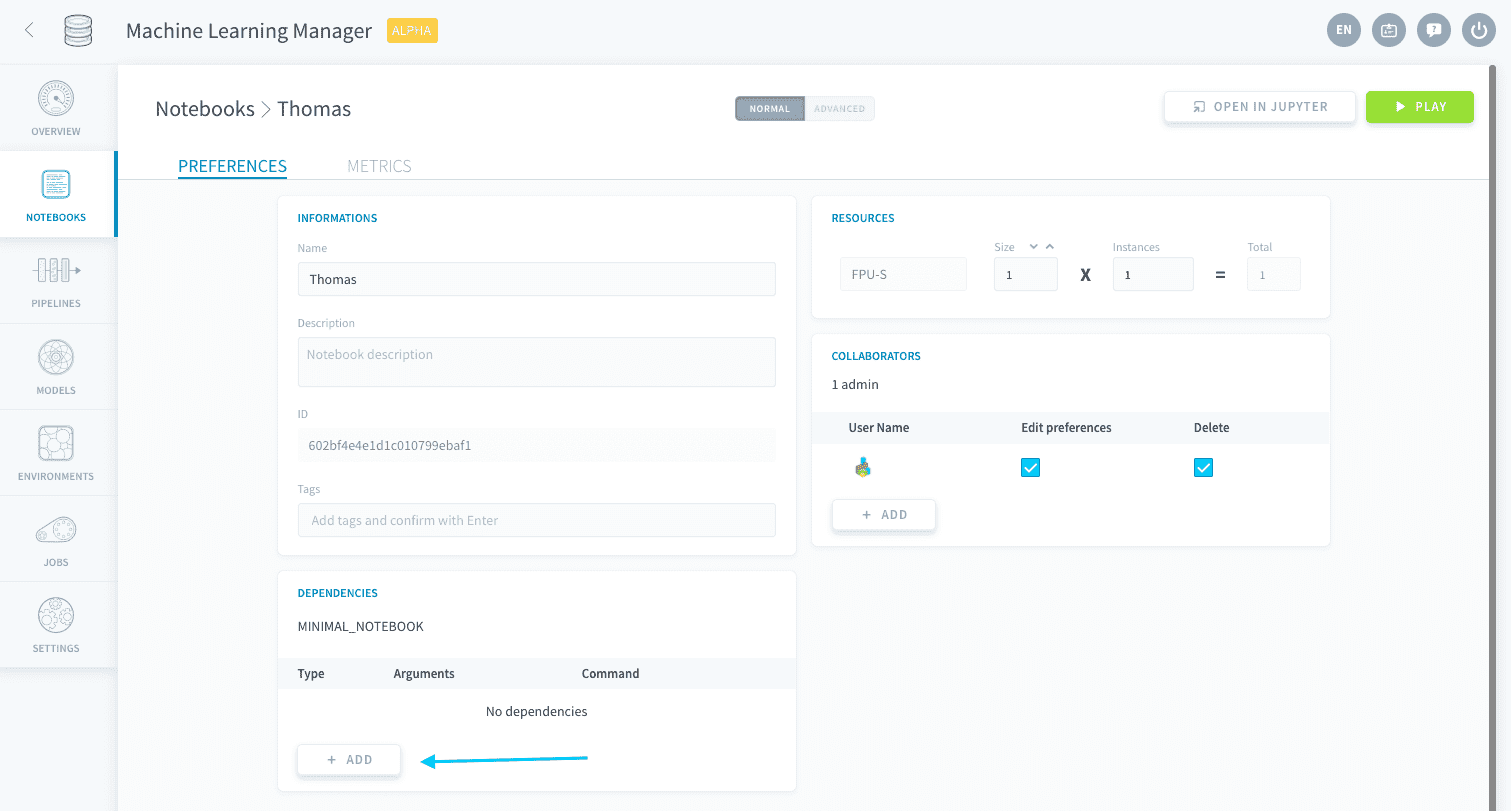 Machine Learning Manager ALPHA
EN
OVERVIEW
NOTEBOOKS
PIPELINES
MODELS
ENVIRONMENTS
JOBS
SETTINGS
Notebooks > Thomas
NORMAL ADVANCED
OPEN IN JUPYTER
PLAY
PREFERENCES METRICS
INFORMATIONS
Name
Thomas
Description
Notebook description
ID
602bf4e4e1d1c010799ebaf1
Tags
Add tags and confirm with Enter
DEPENDENCIES
MINIMAL_NOTEBOOK
Type Arguments Command
No dependencies
+ ADD
RESOURCES
Size Instances Total
FPU-S 1 X 1 = 1
COLLABORATORS
1 admin
User Name Edit preferences Delete
+ ADD